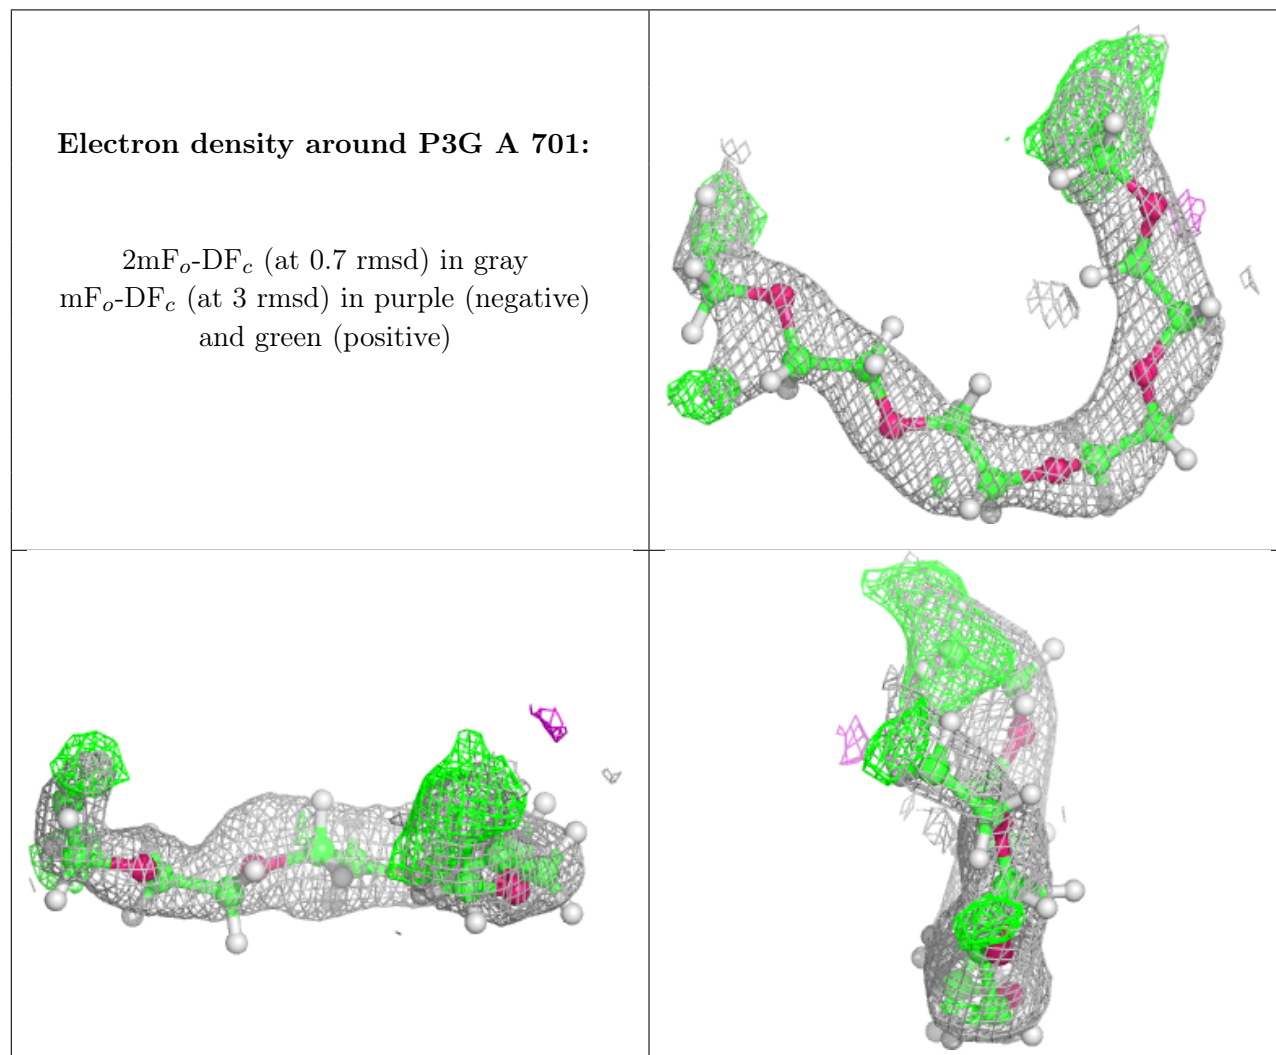 Electron density around P3G A 701:
2mFo-DFc (at 0.7 rmsd) in gray
mFo-DFc (at 3 rmsd) in purple (negative)
and green (positive)